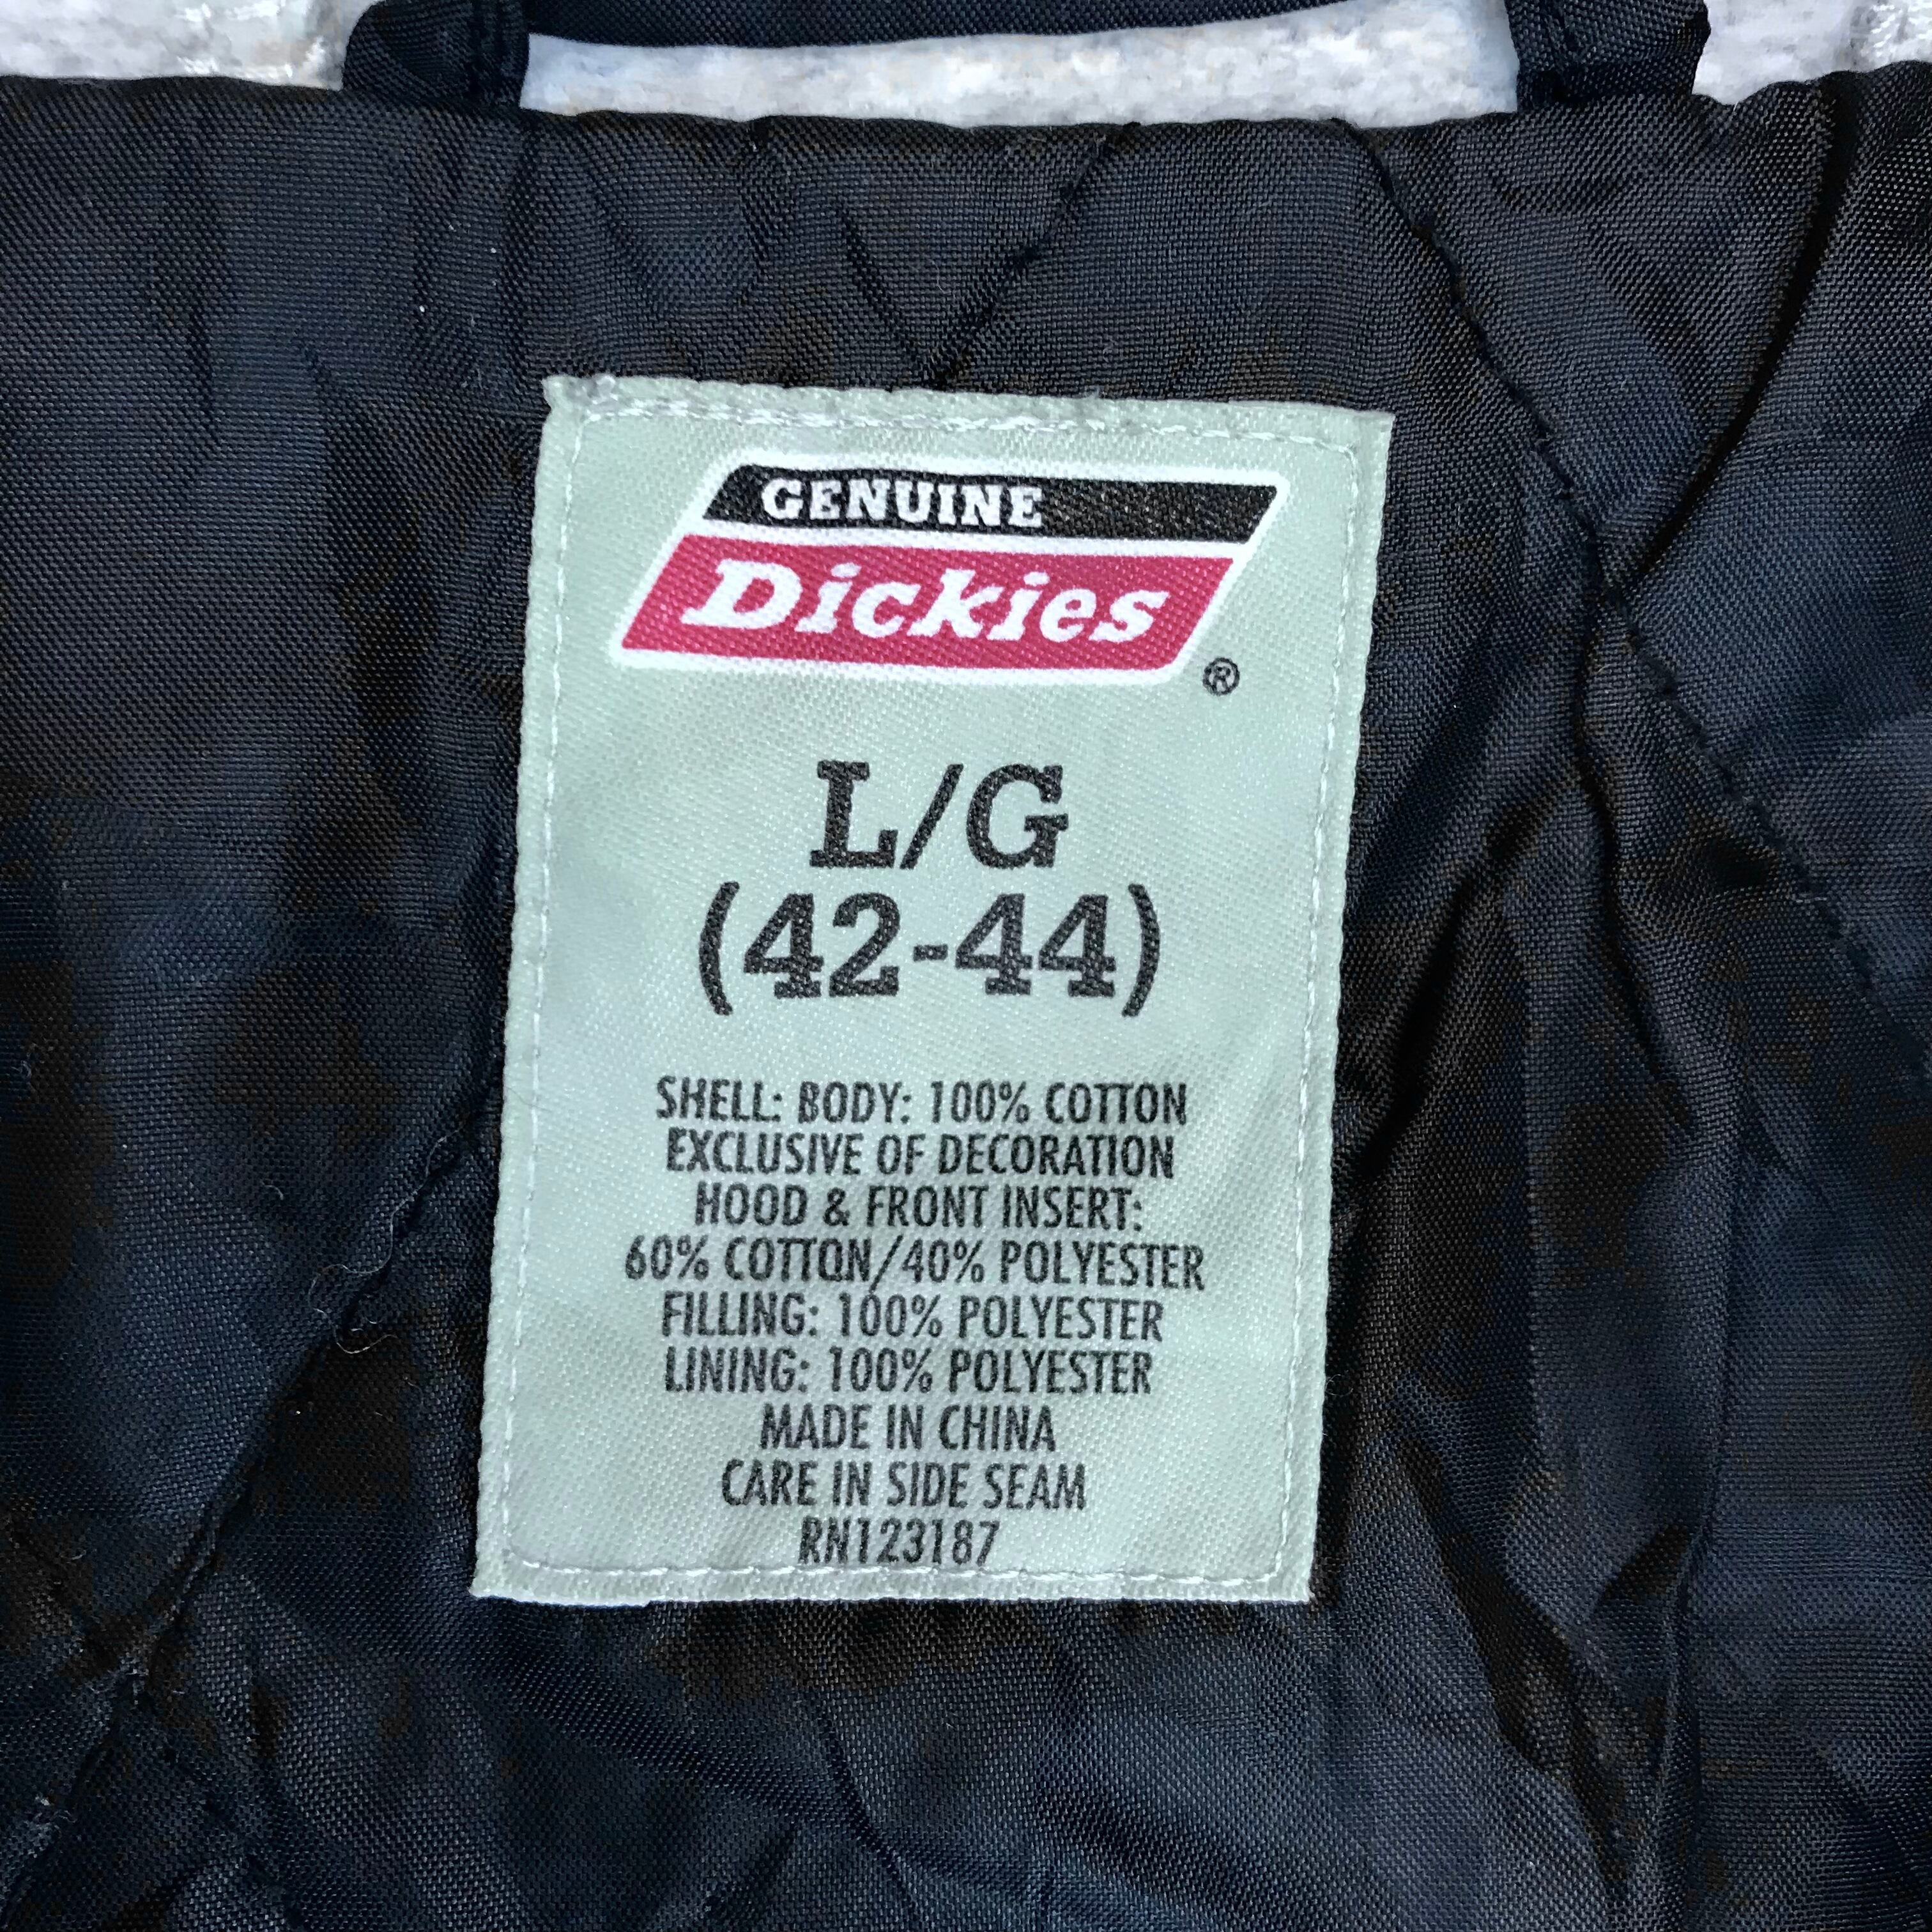 GENUINE
Dickies
®
L/G
(42-44)
SHELL: BODY: 100% COTTON
EXCLUSIVE OF DECORATION
HOOD & FRONT INSERT:
60% COTTON/40% POLYESTER
FILLING: 100% POLYESTER
LINING: 100% POLYESTER
MADE IN CHINA
CARE IN SIDE SEAM
RN123187